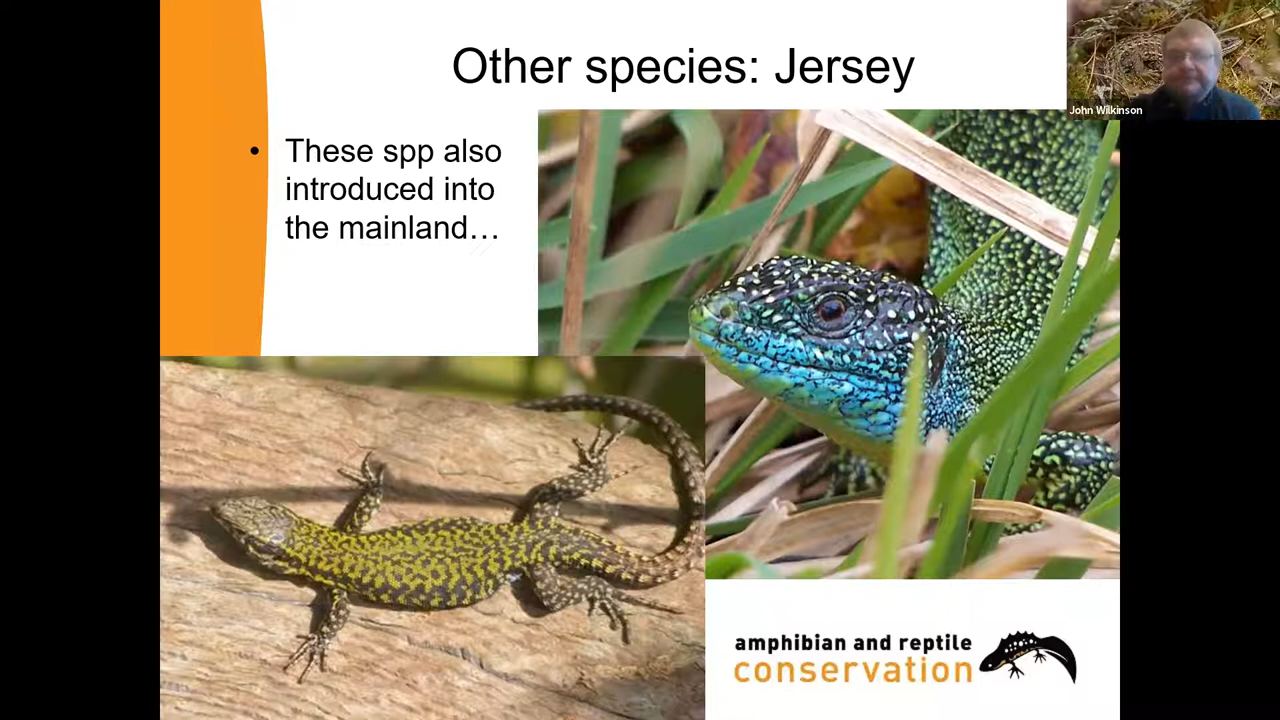 Other species: Jersey
John Wilkinson
• These spp also
introduced into
the mainland…
amphibian and reptile
conservation